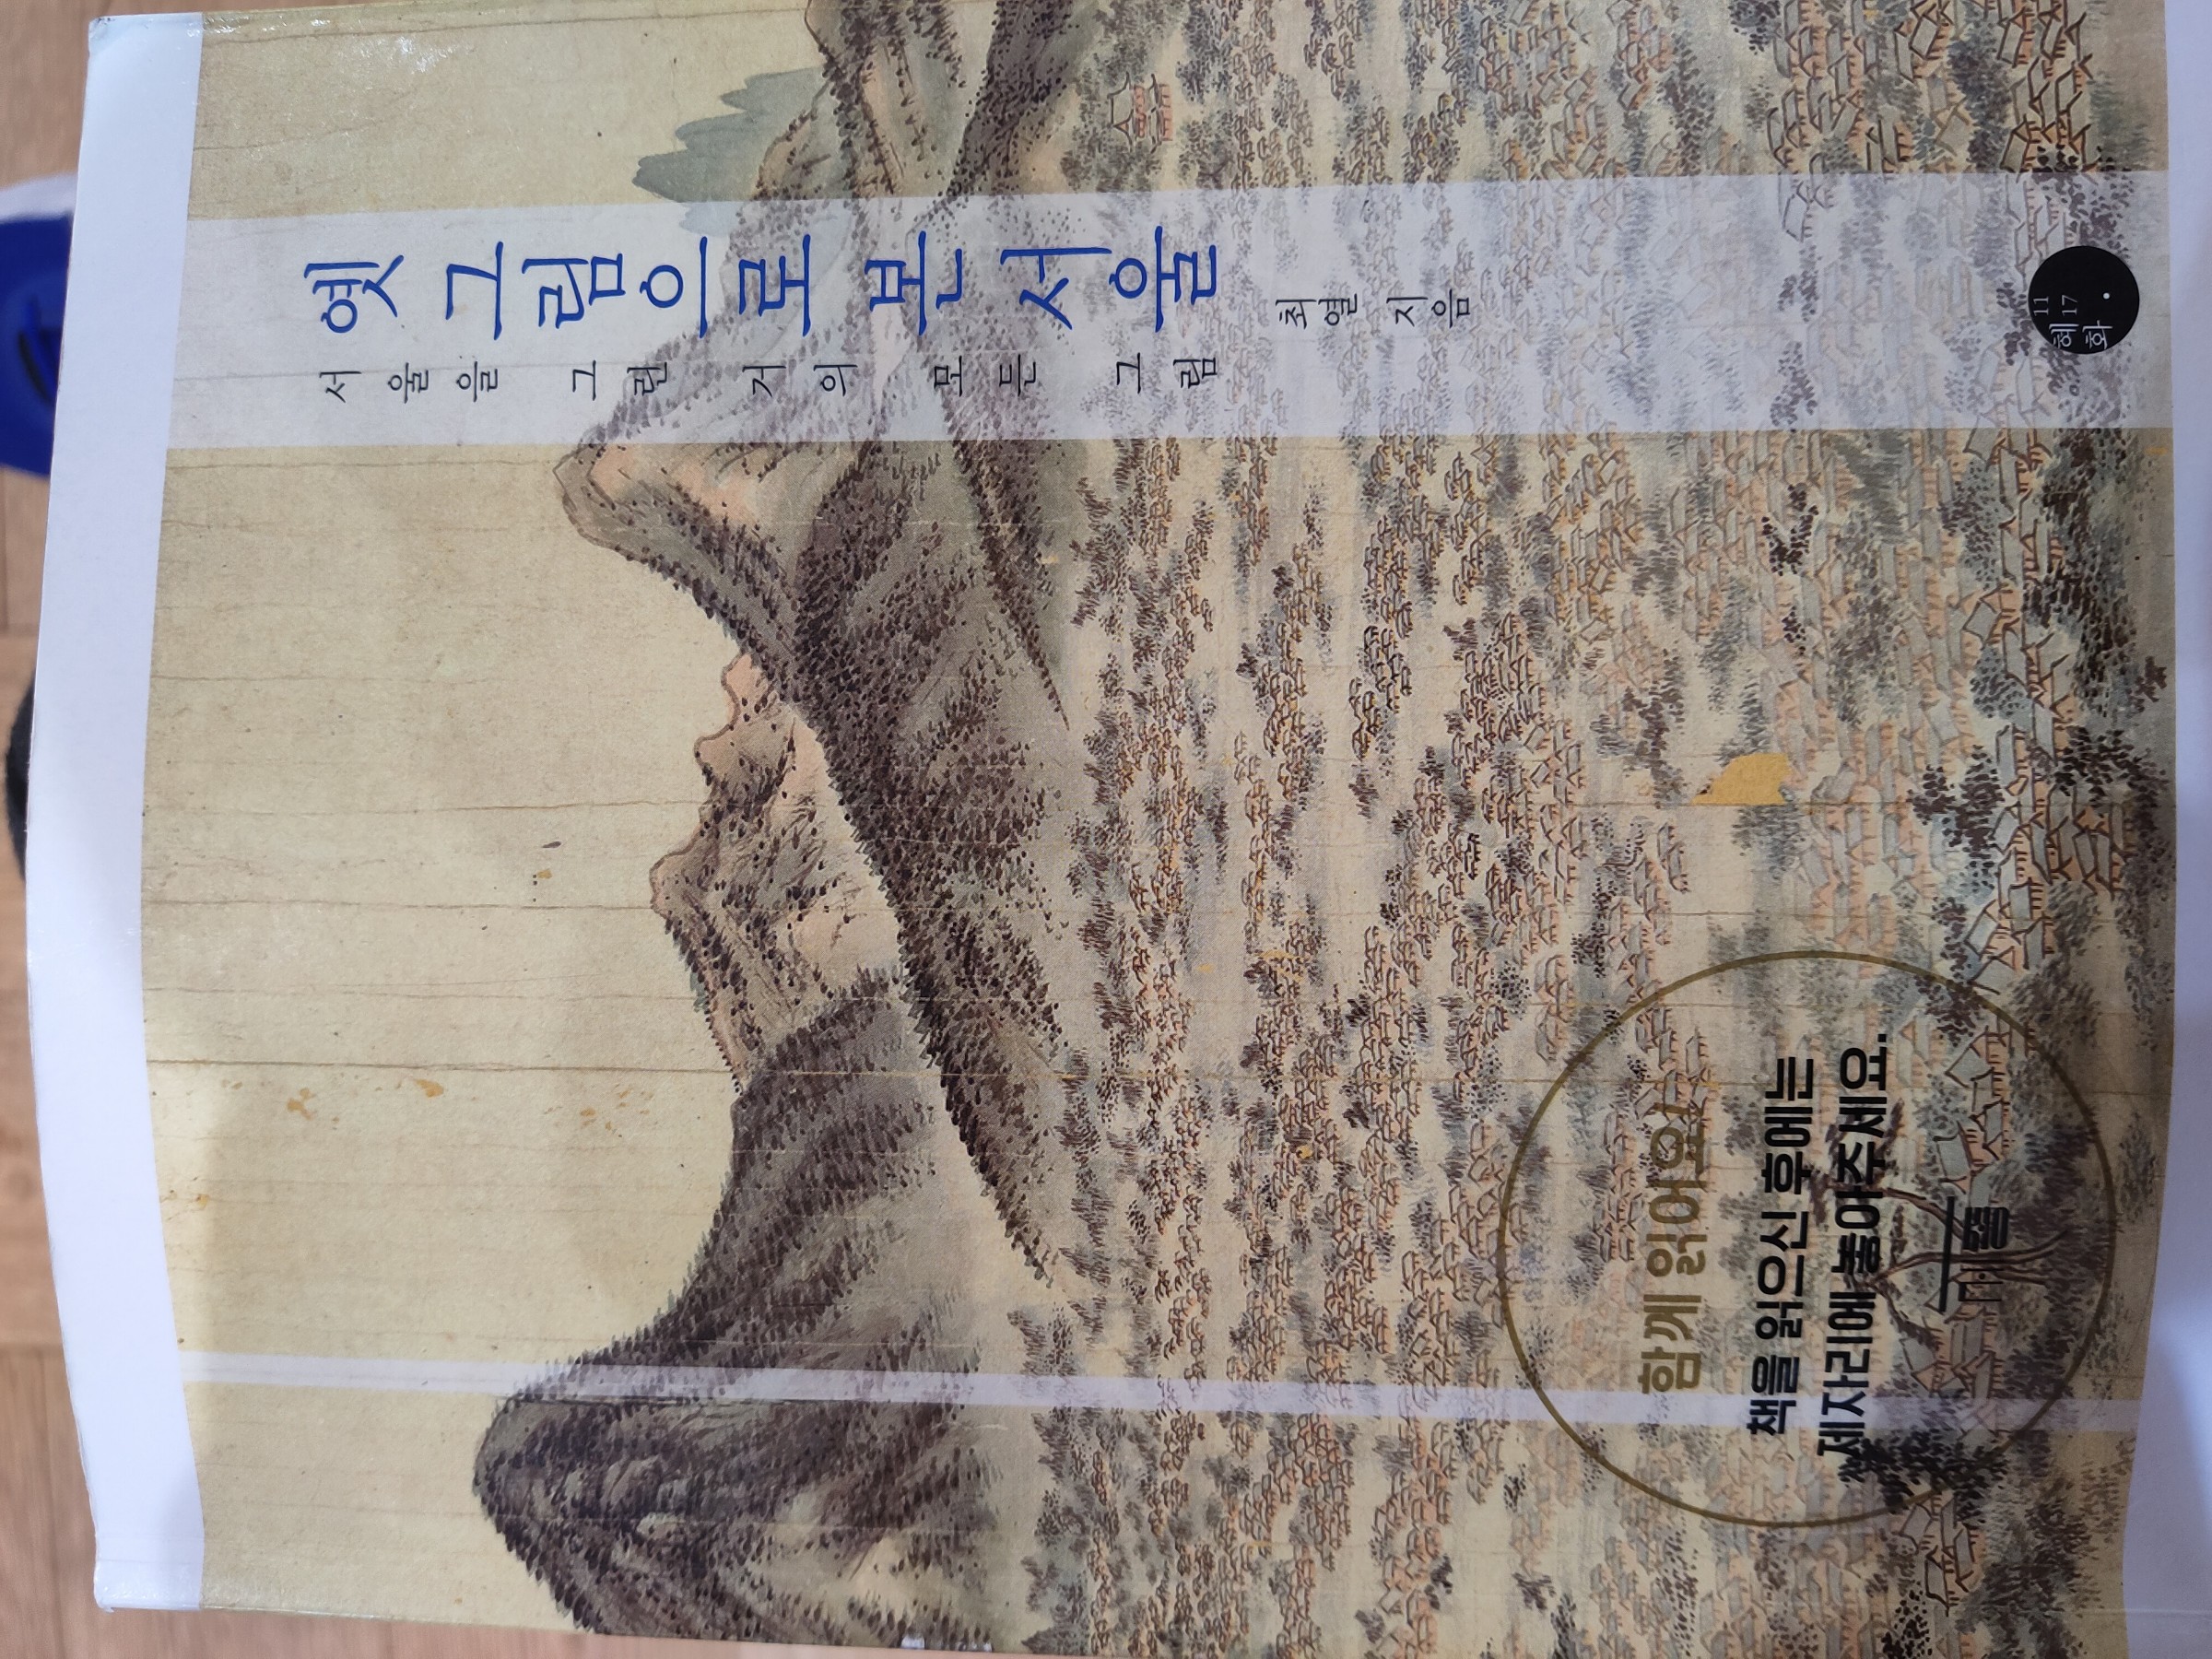 옛 그림으로 본 서울
서울을 그린 거의 모든 그림
최열 지음
11
혜 17
화
함께 읽어요!
책을 읽으신 후에는
제자리에 놓아주세요.